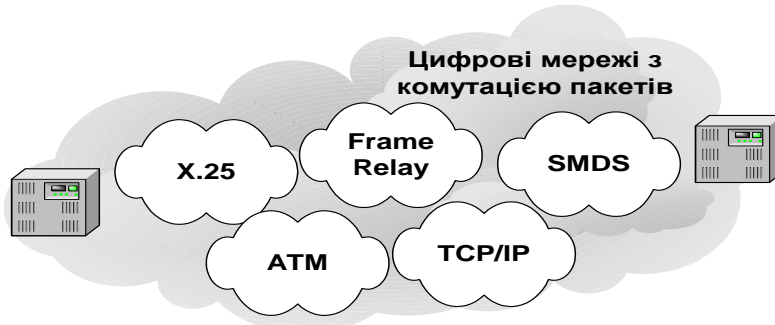 Цифрові мережі з
комутацією пакетів
X.25
Frame
Relay
SMDS
ATM
TCP/IP